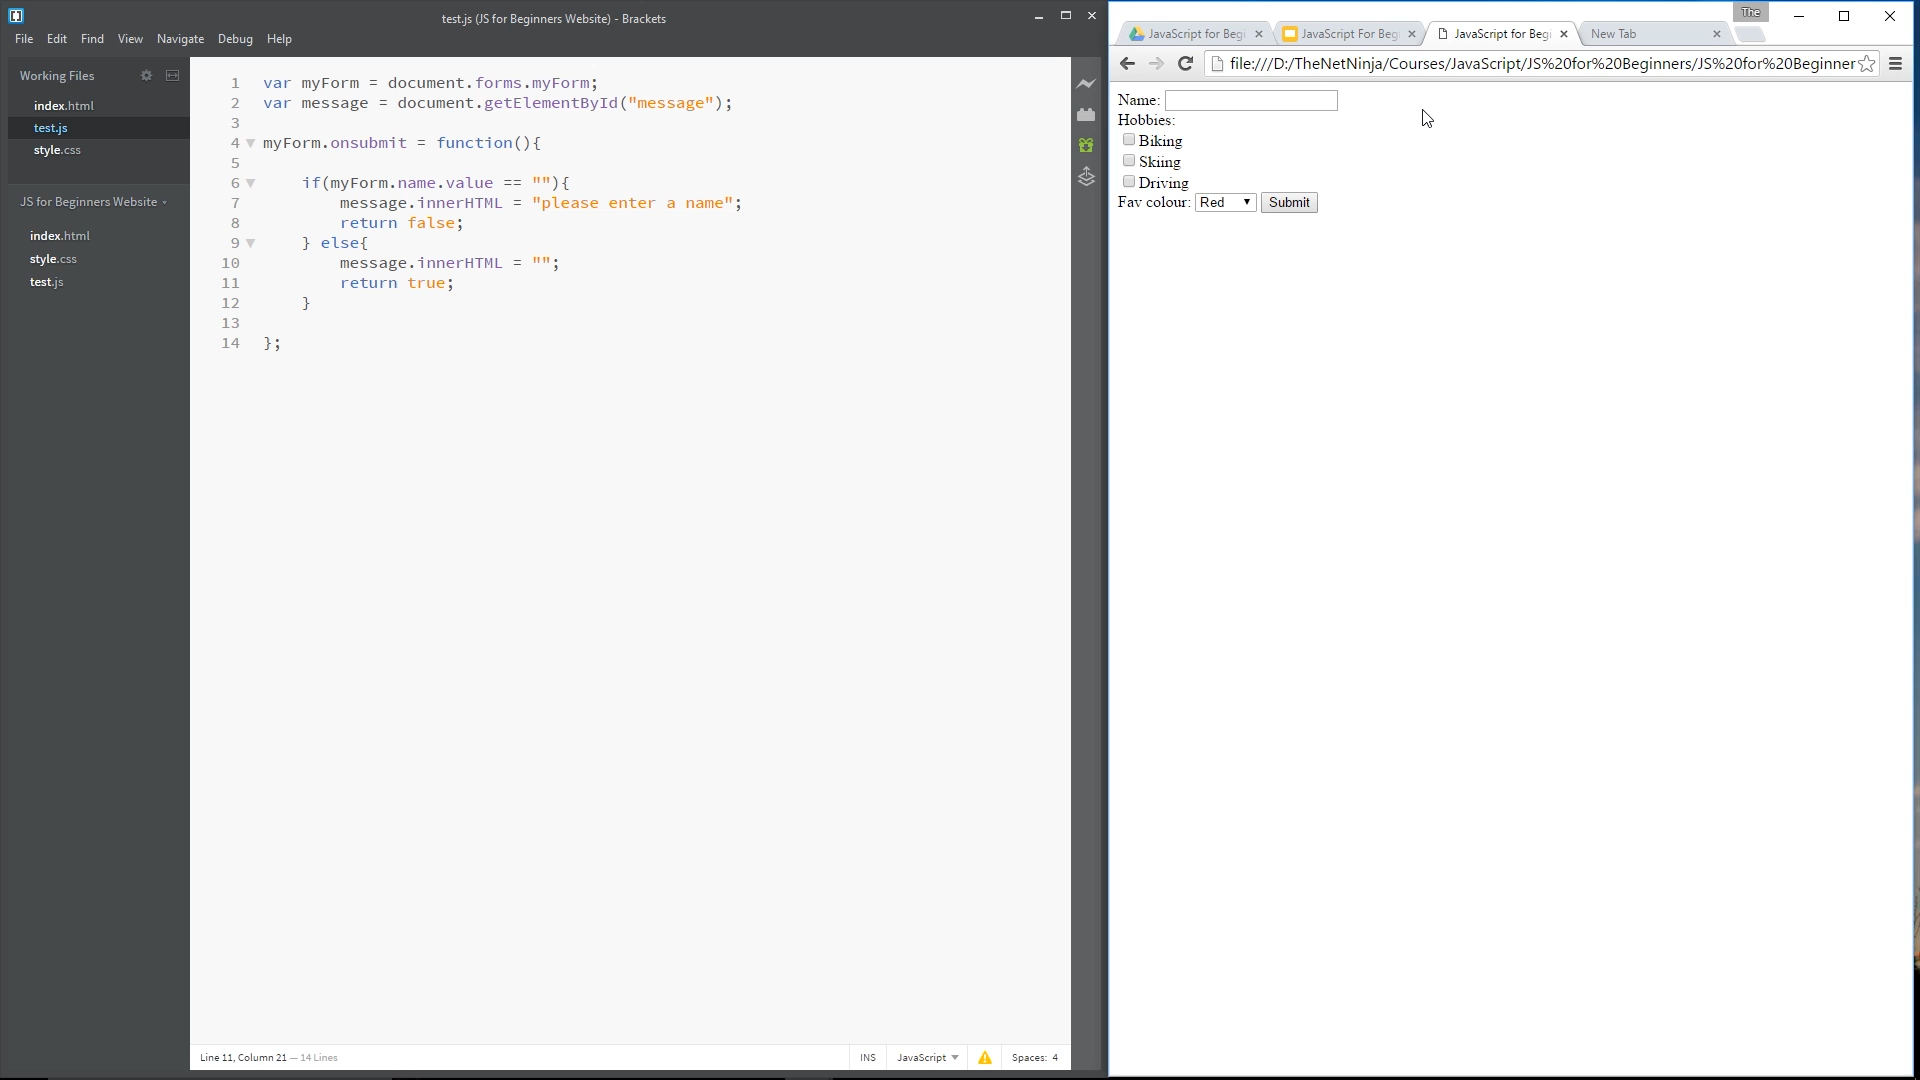 test.js (JS for Beginners Website) - Brackets
File Edit Find View Navigate Debug Help
Working Files
index.html
test.js
style.css
JS for Beginners Website
index.html
style.css
test.js
1 var myForm = document.forms.myForm;
2 var message = document.getElementById("message");
3
4 myForm.onsubmit = function(){
5
6 if(myForm.name.value == ""){
7 message.innerHTML = "please enter a name";
8 return false;
9 } else{
10 message.innerHTML = "";
11 return true;
12 }
13
14 };
Line 11, Column 21 — 14 Lines
INS JavaScript Spaces: 4
The
JavaScript for Begi JavaScript For Beg JavaScript for Begi New Tab
file:///D:/TheNetNinja/Courses/JavaScript/JS%20for%20Beginners/JS%20for%20Beginner
Name:
Hobbies:
Biking
Skiing
Driving
Fav colour: Red Submit